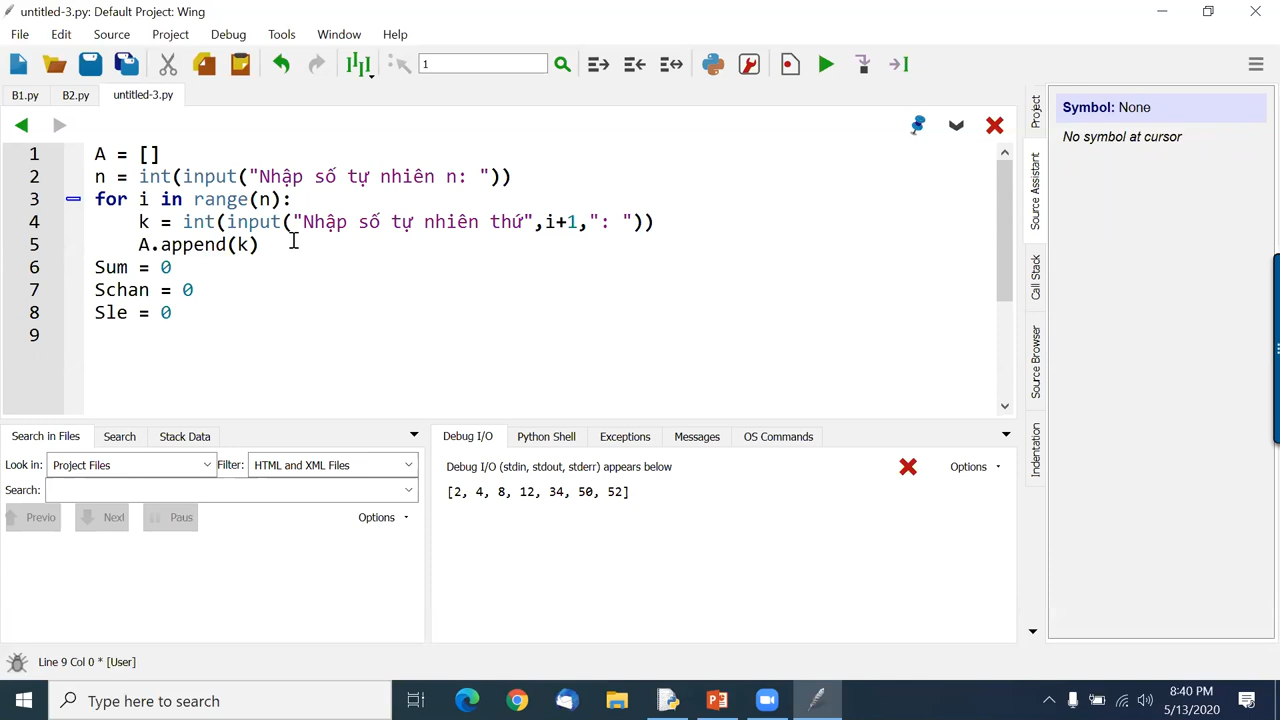 untitled-3.py: Default Project: Wing
File Edit Source Project Debug Tools Window Help
1
B1.py B2.py untitled-3.py
1 A = []
2 n = int(input("Nhập số tự nhiên n: "))
3 for i in range(n):
4 k = int(input("Nhập số tự nhiên thứ",i+1,": "))
5 A.append(k)
6 Sum = 0
7 Schan = 0
8 Sle = 0
9
Project
Source Assistant
Call Stack
Source Browser
Indentation
Symbol: None
No symbol at cursor
Search in Files Search Stack Data
Look in: Project Files Filter: HTML and XML Files
Search:
Previo Next Paus Options
Debug I/O Python Shell Exceptions Messages OS Commands
Debug I/O (stdin, stdout, stderr) appears below Options
[2, 4, 8, 12, 34, 50, 52]
Line 9 Col 0 * [User]
Type here to search
8:40 PM
5/13/2020